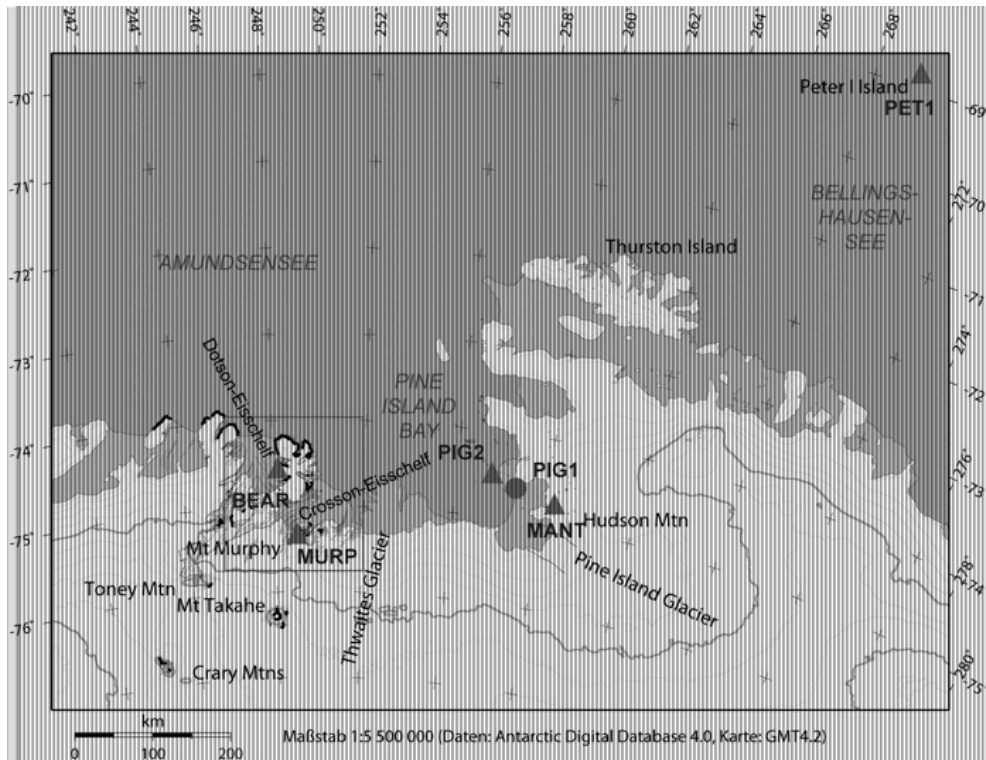 242°
244°
246°
248°
250°
252°
254°
256°
258°
260°
262°
264°
266°
268°
-70°
-71°
-72°
-73°
-74°
-75°
-76°
-69°
272°
-70°
-71°
274°
-72°
276°
-73°
278°
-74°
280°
-75°
Peter I Island
PET1
BELLINGS-
HAUSEN-
SEE
Thurston Island
AMUNDSENSEE
PINE
ISLAND
BAY
Dotson-Eisschelf
Crosson-Eisschelf
PIG2
PIG1
BEAR
MANT
Hudson Mtn
Mt Murphy
MURP
Pine Island Glacier
Toney Mtn
Mt Takahe
Thwaites Glacier
Crary Mtns
km
0 100 200
Maßstab 1:5 500 000 (Daten: Antarctic Digital Database 4.0, Karte: GMT4.2)